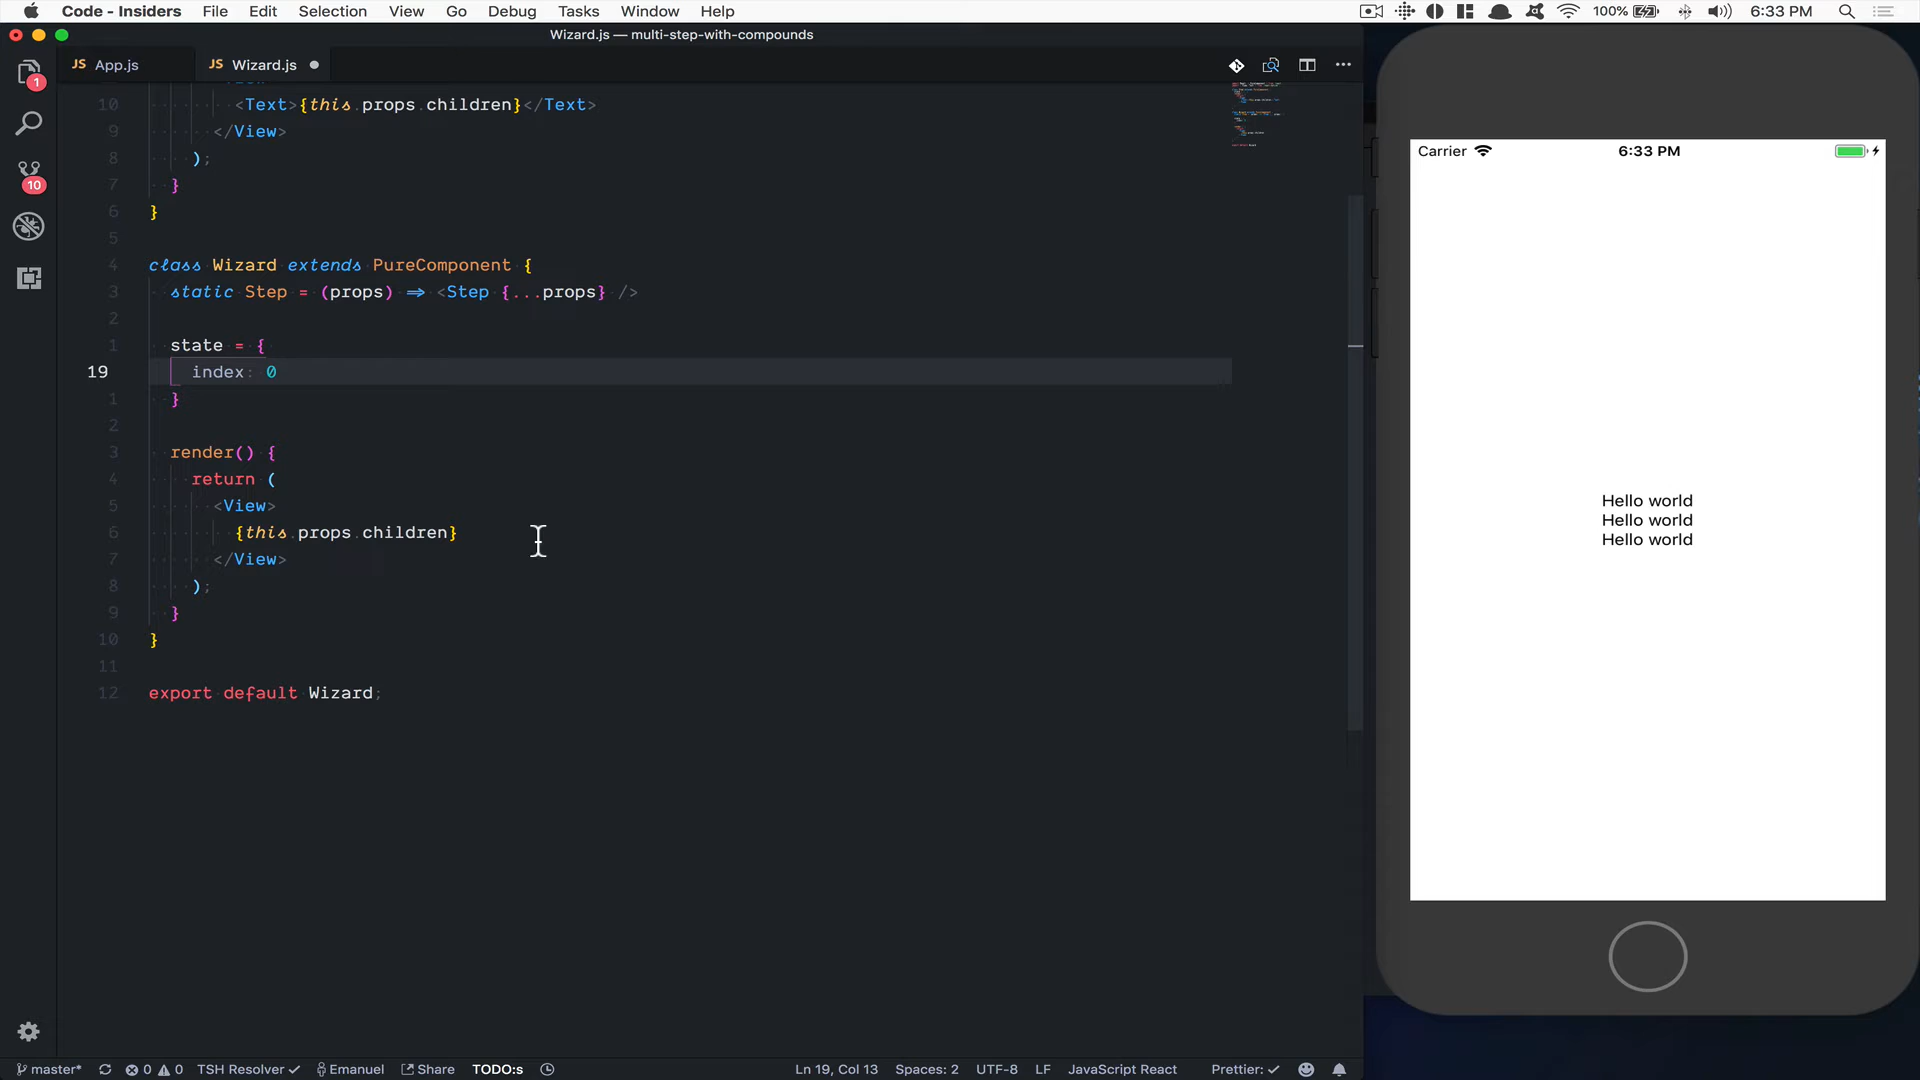 Code - Insiders File Edit Selection View Go Debug Tasks Window Help 100% 6:33 PM
Wizard.js — multi-step-with-compounds
JS App.js JS Wizard.js
1
10 <Text>{this.props.children}</Text>
9 </View>
8 );
10
7 }
6 }
5
4 class Wizard extends PureComponent {
3 static Step = (props) => <Step {...props} />
2
1 state = {
19 index: 0
1 }
2
3 render() {
4 return (
5 <View>
6 {this.props.children}
7 </View>
8 );
9 }
10 }
11
12 export default Wizard;
Carrier 6:33 PM
Hello world
Hello world
Hello world
master* 0 0 TSH Resolver Emanuel Share TODO:s Ln 19, Col 13 Spaces: 2 UTF-8 LF JavaScript React Prettier: